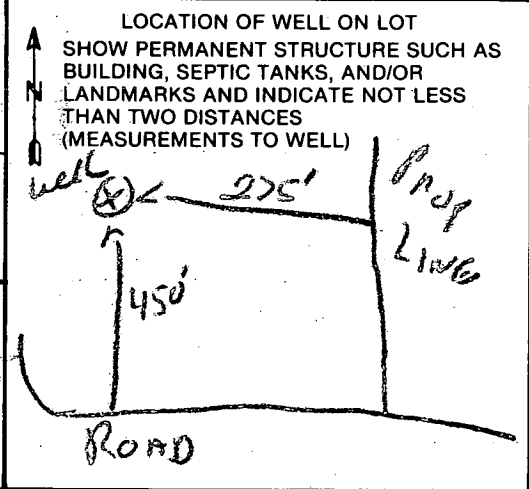 LOCATION OF WELL ON LOT
SHOW PERMANENT STRUCTURE SUCH AS
BUILDING, SEPTIC TANKS, AND/OR
N LANDMARKS AND INDICATE NOT LESS
THAN TWO DISTANCES
(MEASUREMENTS TO WELL)
Well
275'
PROP
LINE
450'
ROAD